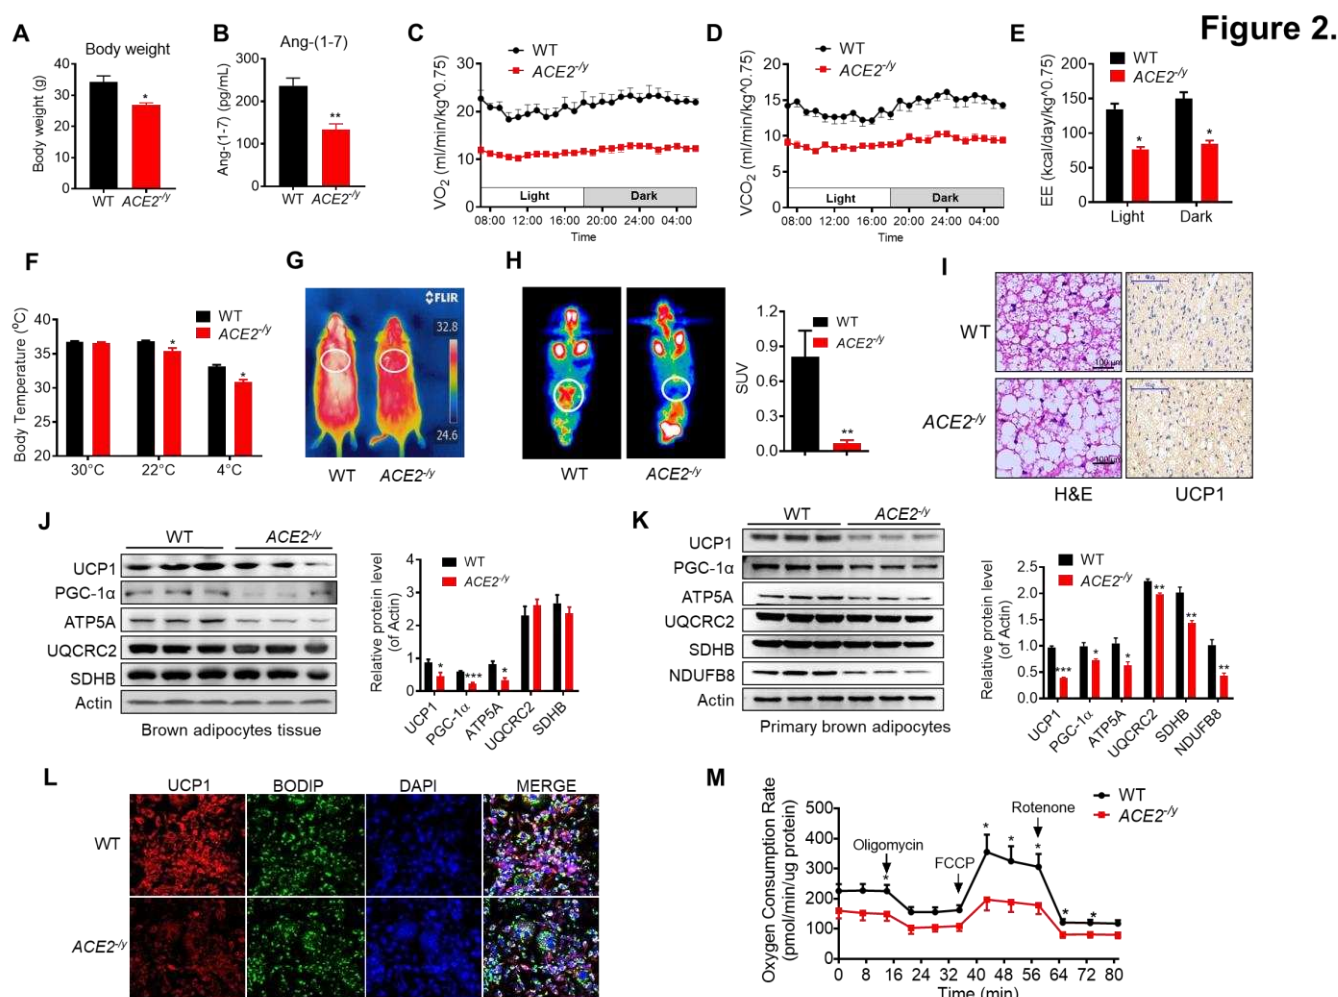 Figure 2.
A
Body weight
Body weight (g)
40
30
20
10
0
*
WT ACE2-/y
B
Ang-(1-7)
Ang-(1-7) (pg/mL)
300
200
100
0
**
WT ACE2-/y
C
WT
ACE2-/y
VO2 (ml/min/kg^0.75)
30
20
10
0
Light Dark
08:00 12:00 16:00 20:00 24:00 04:00
Time
D
WT
ACE2-/y
VCO2 (ml/min/kg^0.75)
20
15
10
5
0
Light Dark
08:00 12:00 16:00 20:00 24:00 04:00
Time
E
WT
ACE2-/y
EE (kcal/day/kg^0.75)
200
150
100
50
0
* *
Light Dark
F
WT
ACE2-/y
Body Temperature (°C)
40
35
30
25
20
* *
30°C 22°C 4°C
G
FLIR
32.8
24.6
WT ACE2-/y
H
WT ACE2-/y
WT
ACE2-/y
SUV
1.2
0.9
0.6
0.3
0.0
**
I
WT
100 μm
ACE2-/y
100 μm
H&E UCP1
J
WT ACE2-/y
UCP1
PGC-1α
ATP5A
UQCRC2
SDHB
Actin
Brown adipocytes tissue
WT
ACE2-/y
Relative protein level
(of Actin)
4
3
2
1
0
* *** *
UCP1
PGC-1α
ATP5A
UQCRC2
SDHB
K
WT ACE2-/y
UCP1
PGC-1α
ATP5A
UQCRC2
SDHB
NDUFB8
Actin
Primary brown adipocytes
WT
ACE2-/y
Relative protein level
(of Actin)
2.5
2.0
1.5
1.0
0.5
0.0
*** * * ** ** **
UCP1
PGC-1α
ATP5A
UQCRC2
SDHB
NDUFB8
L
UCP1 BODIP DAPI MERGE
WT
ACE2-/y
M
WT
ACE2-/y
Oxygen Consumption Rate
(pmol/min/ug protein)
500
400
300
200
100
0
Oligomycin
FCCP
Rotenone
* * * * * *
0 8 16 24 32 40 48 56 64 72 80
Time (min)